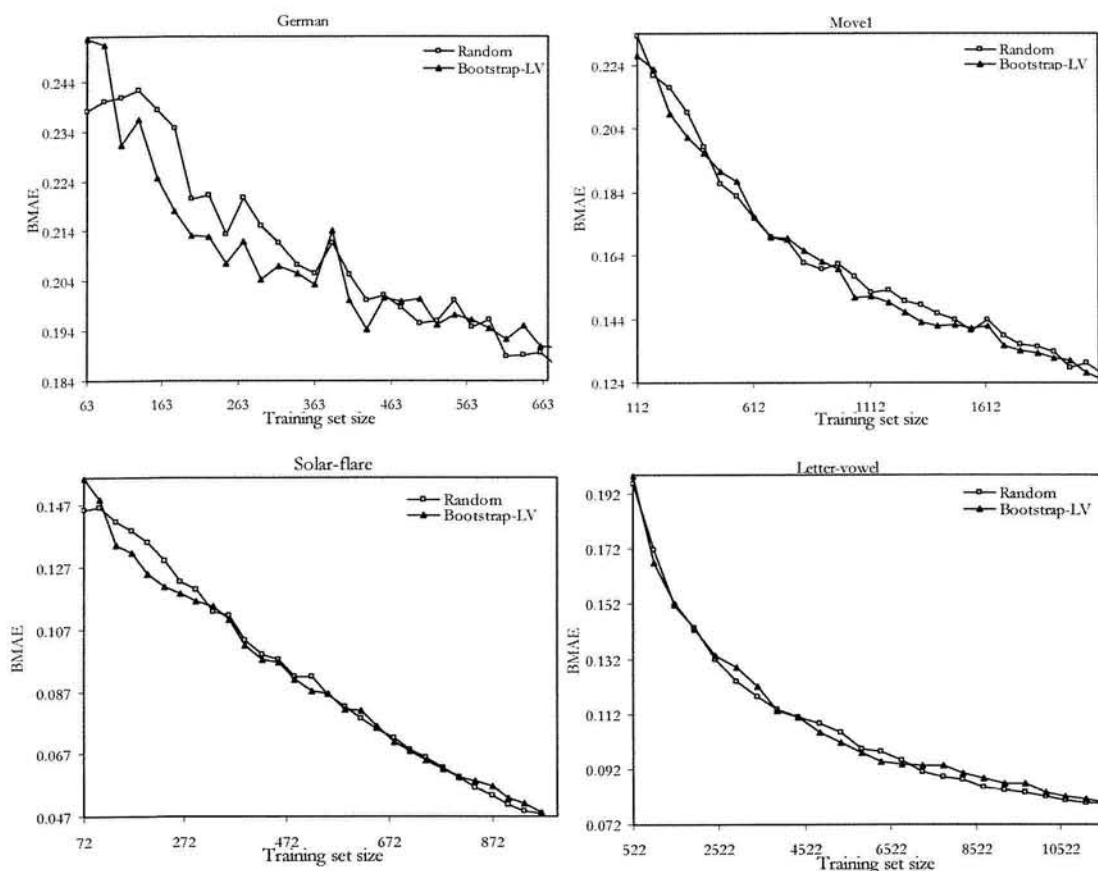 German
Random
Bootstrap-LV
BMAE
0.244
0.234
0.224
0.214
0.204
0.194
0.184
63 163 263 363 463 563 663
Training set size
Move1
Random
Bootstrap-LV
BMAE
0.224
0.204
0.184
0.164
0.144
0.124
112 612 1112 1612
Training set size
Solar-flare
Random
Bootstrap-LV
BMAE
0.147
0.127
0.107
0.087
0.067
0.047
72 272 472 672 872
Training set size
Letter-vowel
Random
Bootstrap-LV
BMAE
0.192
0.172
0.152
0.132
0.112
0.092
0.072
522 2522 4522 6522 8522 10522
Training set size